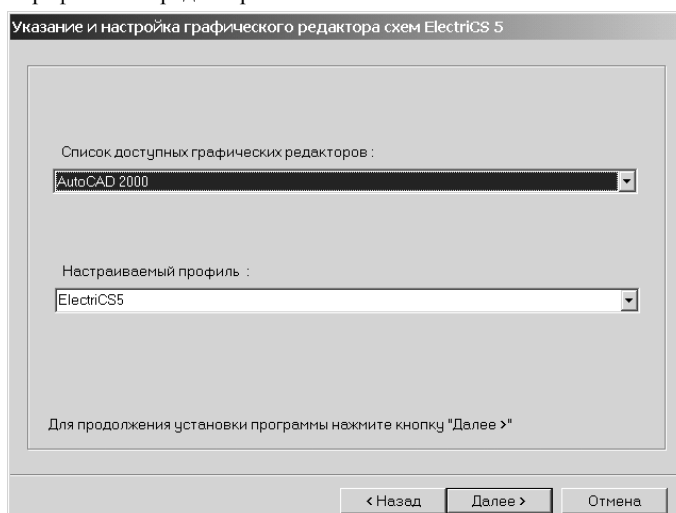 Указание и настройка графического редактора схем ElectriCS 5
Список доступных графических редакторов :
AutoCAD 2000
Настраиваемый профиль :
ElectriCS5
Для продолжения установки программы нажмите кнопку "Далее >"
< Назад Далее > Отмена